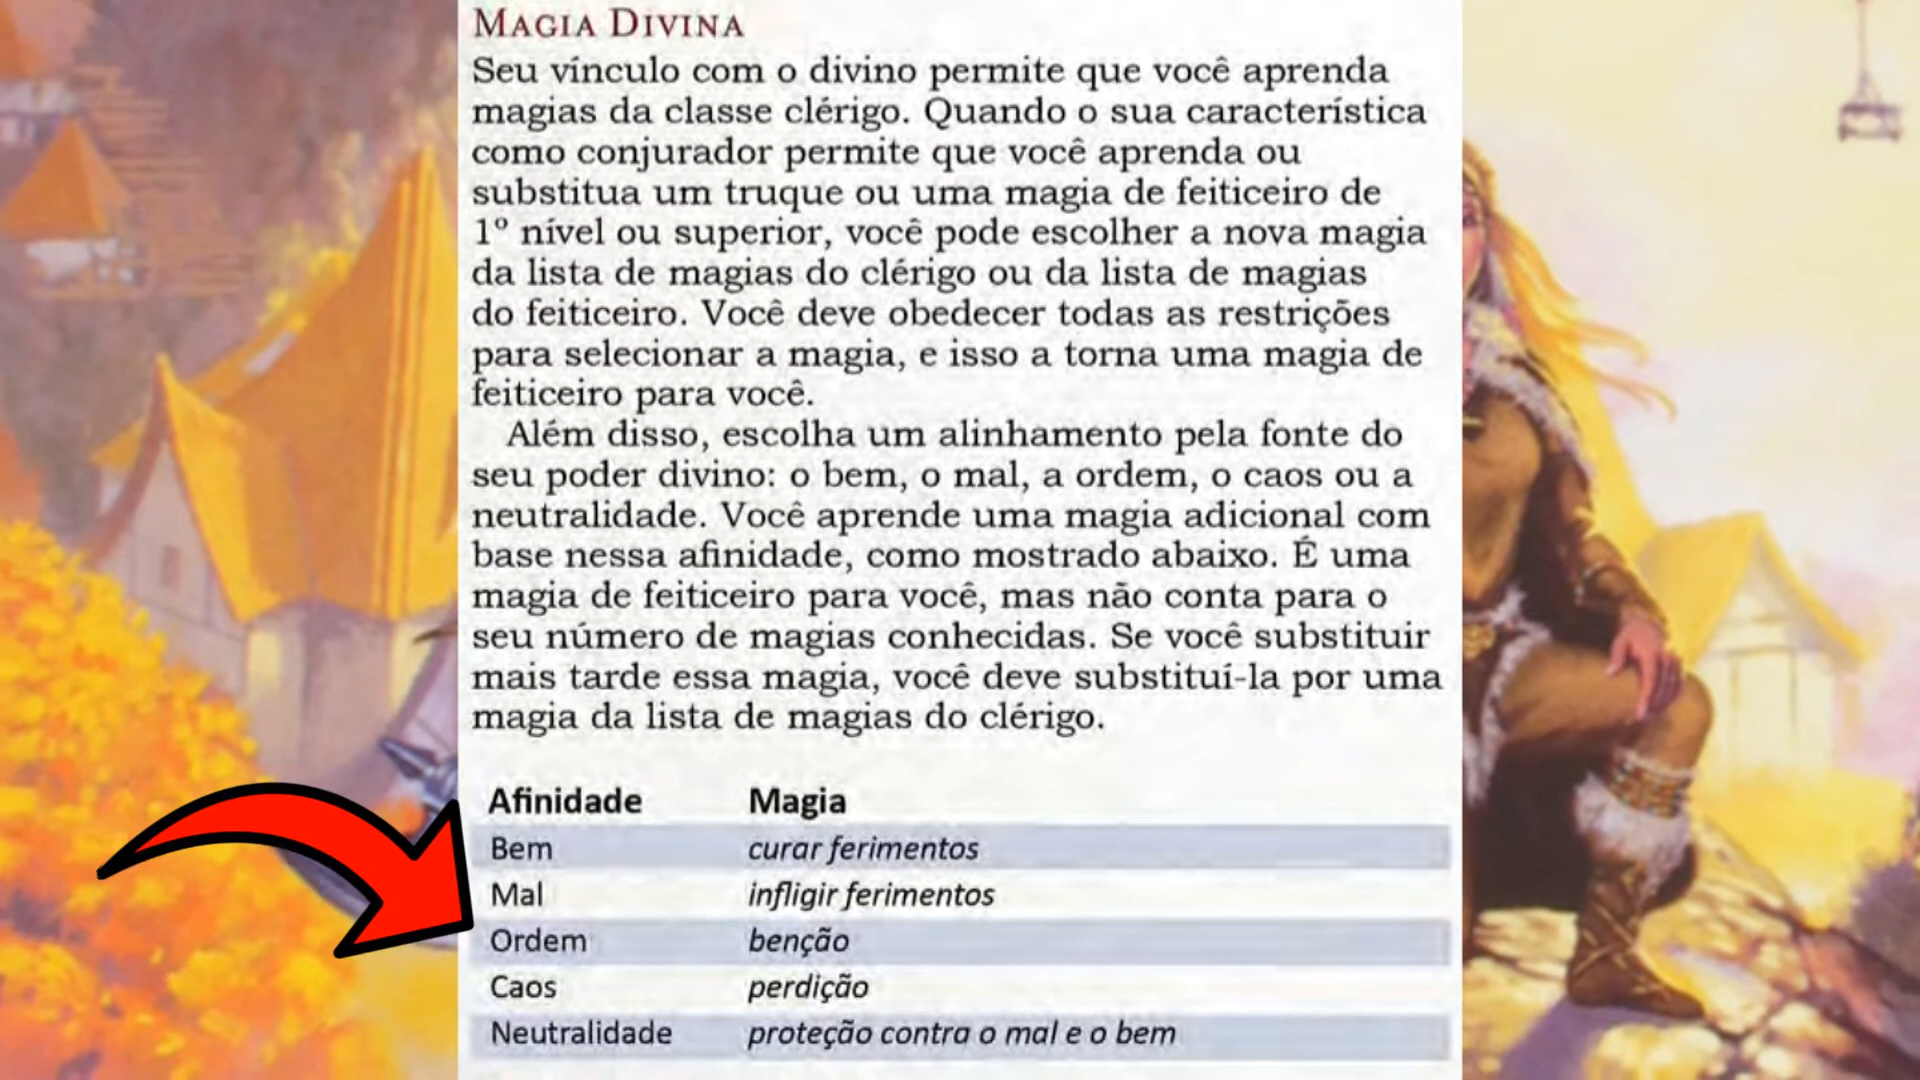 MAGIA DIVINA
Seu vínculo com o divino permite que você aprenda
magias da classe clérigo. Quando o sua característica
como conjurador permite que você aprenda ou
substitua um truque ou uma magia de feiticeiro de
1º nível ou superior, você pode escolher a nova magia
da lista de magias do clérigo ou da lista de magias
do feiticeiro. Você deve obedecer todas as restrições
para selecionar a magia, e isso a torna uma magia de
feiticeiro para você.
Além disso, escolha um alinhamento pela fonte do
seu poder divino: o bem, o mal, a ordem, o caos ou a
neutralidade. Você aprende uma magia adicional com
base nessa afinidade, como mostrado abaixo. É uma
magia de feiticeiro para você, mas não conta para o
seu número de magias conhecidas. Se você substituir
mais tarde essa magia, você deve substituí-la por uma
magia da lista de magias do clérigo.
Afinidade Magia
Bem curar ferimentos
Mal infligir ferimentos
Ordem benção
Caos perdição
Neutralidade proteção contra o mal e o bem